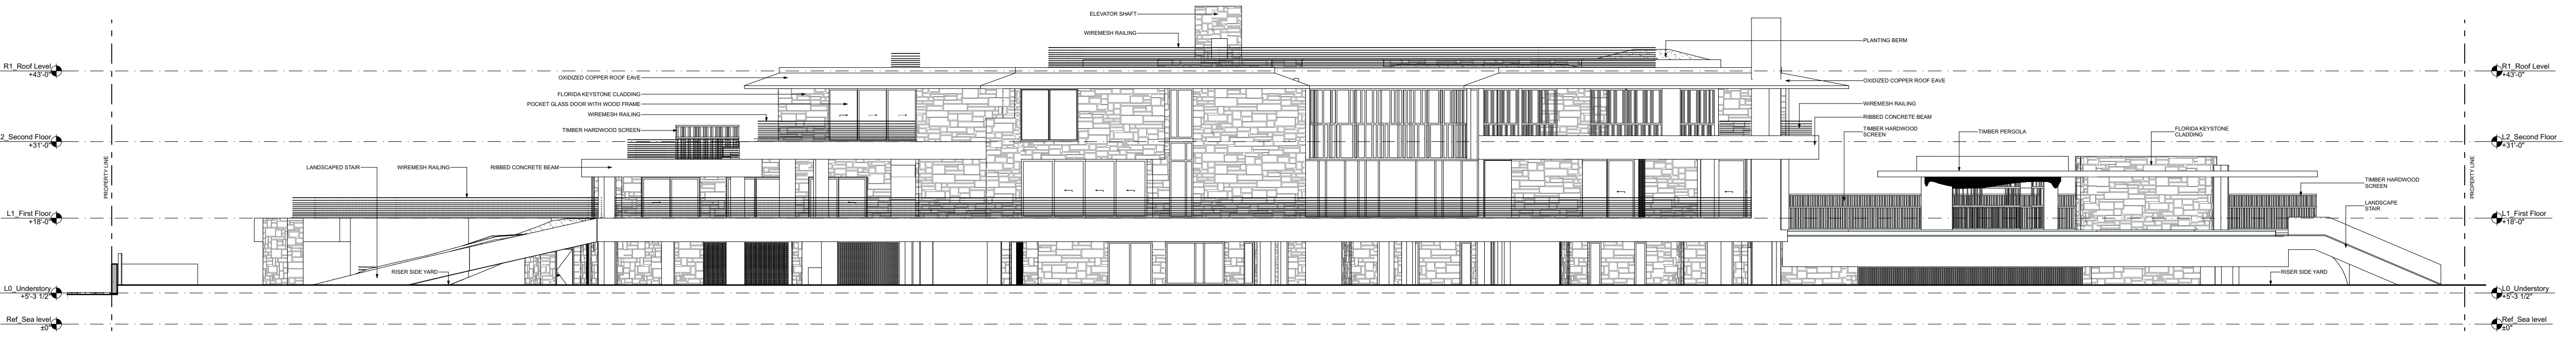 ELEVATOR SHAFT
WIREMESH RAILING
PLANTING BERM
R1_Roof Level
+43'-0"
OXIDIZED COPPER ROOF EAVE
OXIDIZED COPPER ROOF EAVE
R1_Roof Level
+43'-0"
FLORIDA KEYSTONE CLADDING
POCKET GLASS DOOR WITH WOOD FRAME
WIREMESH RAILING
WIREMESH RAILING
RIBBED CONCRETE BEAM
TIMBER HARDWOOD SCREEN
TIMBER HARDWOOD
SCREEN
TIMBER PERGOLA
FLORIDA KEYSTONE
CLADDING
2_Second Floor
+31'-0"
L2_Second Floor
+31'-0"
PROPERTY LINE
LANDSCAPED STAIR
WIREMESH RAILING
RIBBED CONCRETE BEAM
PROPERTY LINE
TIMBER HARDWOOD
SCREEN
LANDSCAPE
STAIR
L1_First Floor
+18'-0"
L1_First Floor
+18'-0"
RISER SIDE YARD
RISER SIDE YARD
L0_Understory
+5'-3 1/2"
L0_Understory
+5'-3 1/2"
Ref_Sea level
±0"
Ref_Sea level
±0"